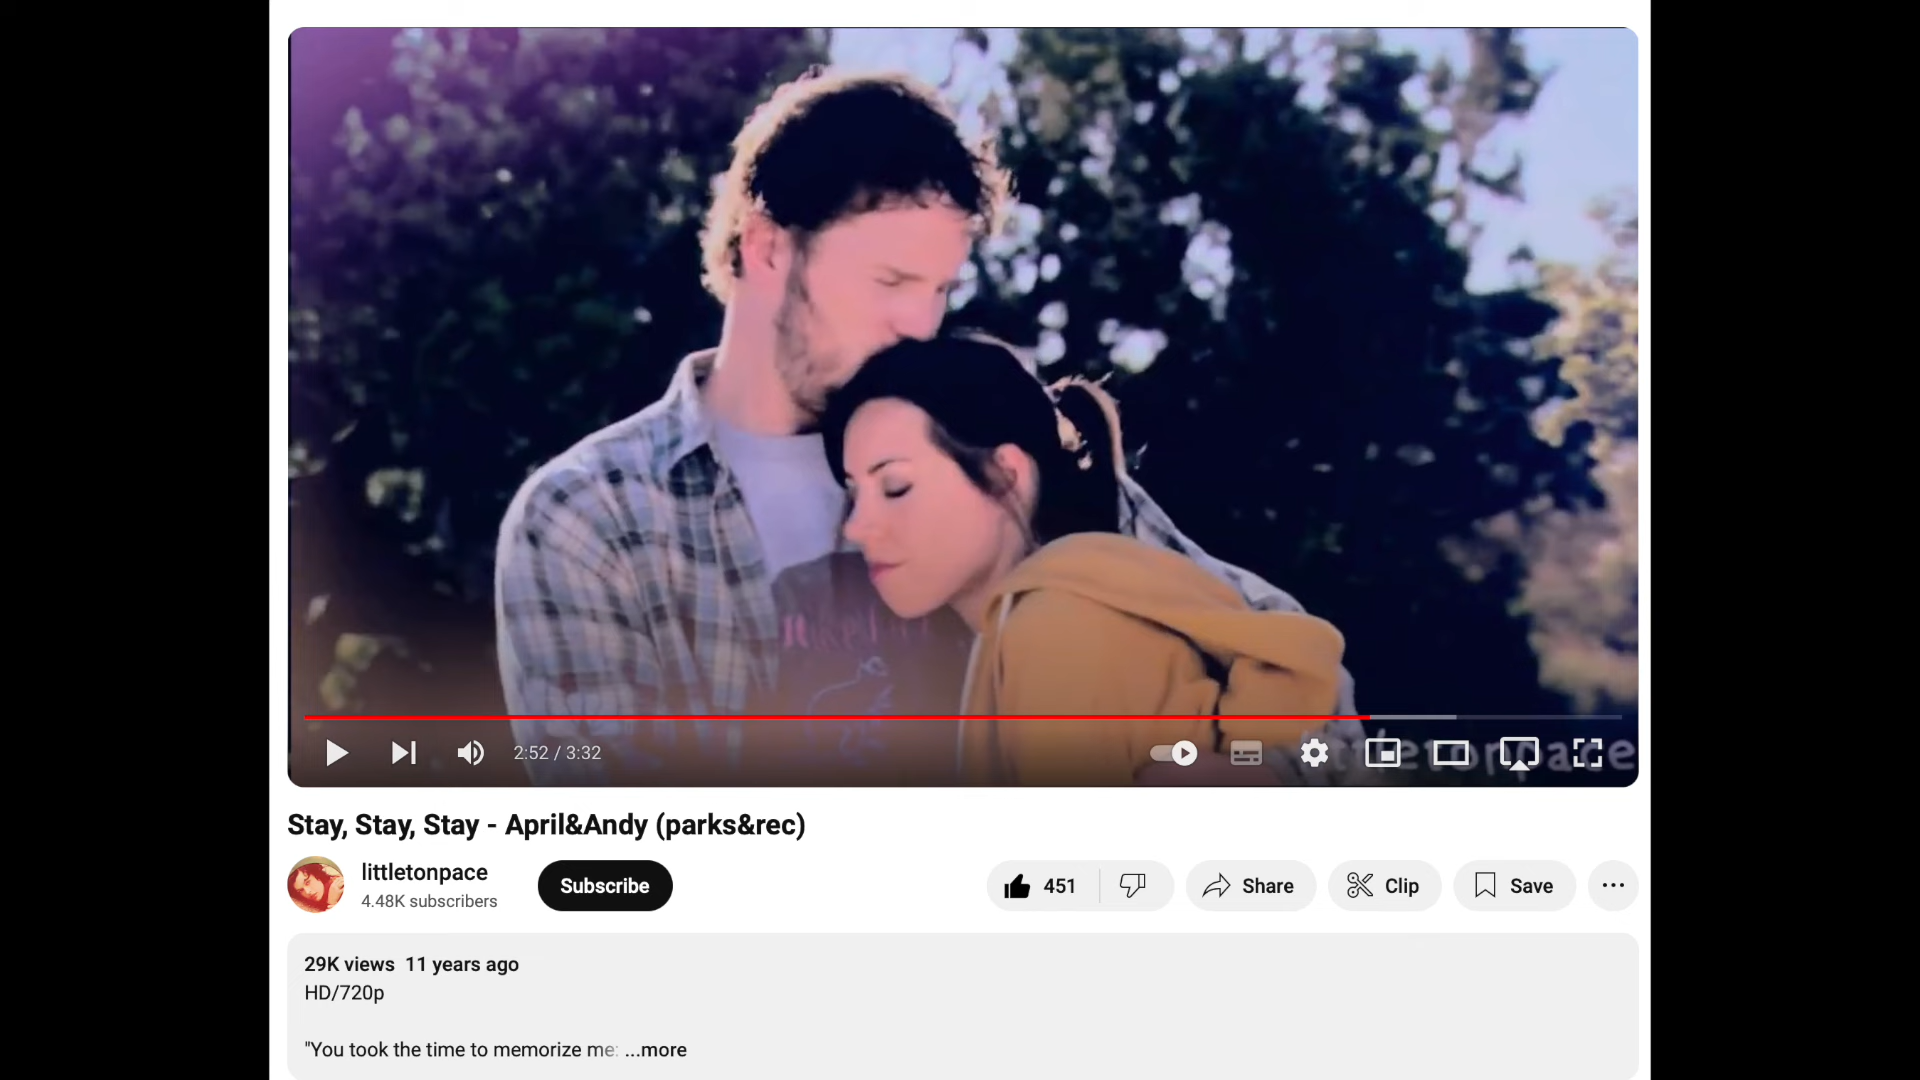 2:52 / 3:32
littletonpace
Stay, Stay, Stay - April&Andy (parks&rec)
littletonpace
4.48K subscribers
Subscribe
451
Share
Clip
Save
29K views 11 years ago
HD/720p
"You took the time to memorize me: ...more